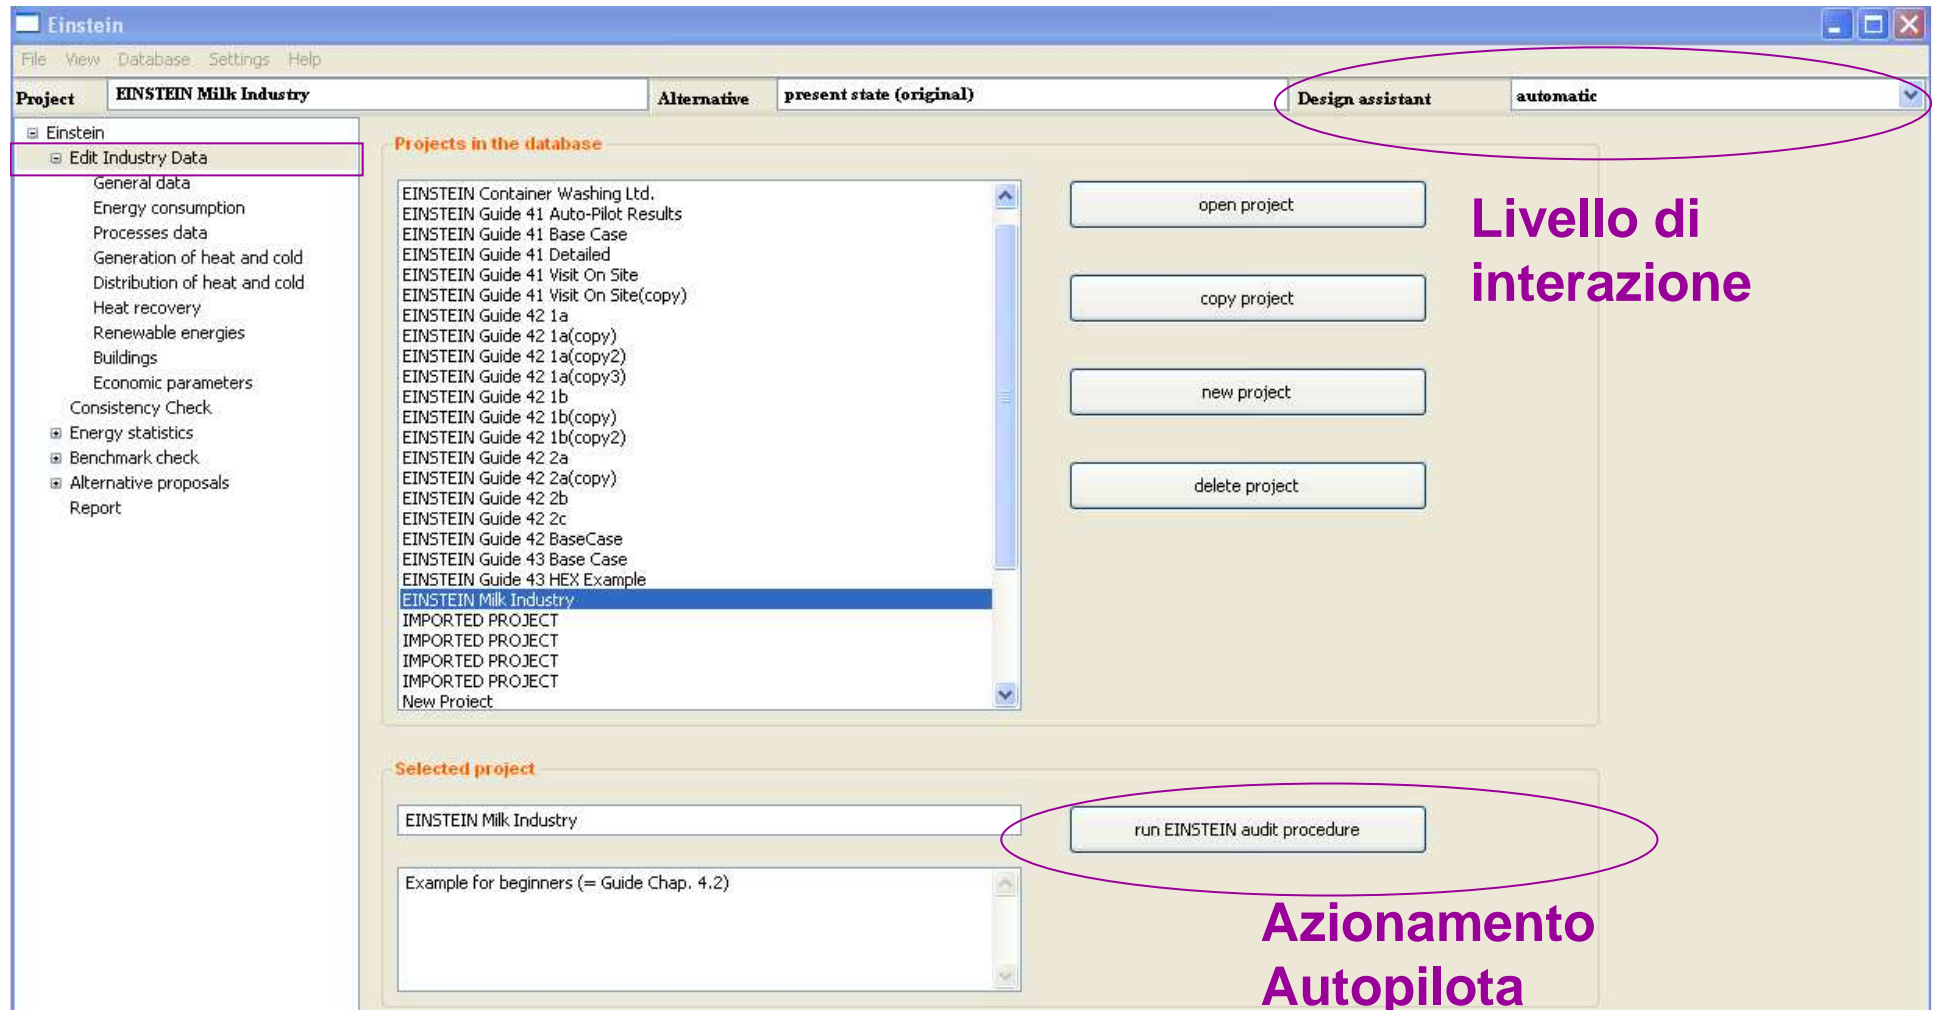 Einstein
File View Database Settings Help
Project EINSTEIN Milk Industry Alternative present state (original) Design assistant automatic
Einstein
Edit Industry Data
General data
Energy consumption
Processes data
Generation of heat and cold
Distribution of heat and cold
Heat recovery
Renewable energies
Buildings
Economic parameters
Consistency Check
Energy statistics
Benchmark check
Alternative proposals
Report
Projects in the database
EINSTEIN Container Washing Ltd.
EINSTEIN Guide 41 Auto-Pilot Results
EINSTEIN Guide 41 Base Case
EINSTEIN Guide 41 Detailed
EINSTEIN Guide 41 Visit On Site
EINSTEIN Guide 41 Visit On Site(copy)
EINSTEIN Guide 42 1a
EINSTEIN Guide 42 1a(copy)
EINSTEIN Guide 42 1a(copy2)
EINSTEIN Guide 42 1a(copy3)
EINSTEIN Guide 42 1b
EINSTEIN Guide 42 1b(copy)
EINSTEIN Guide 42 1b(copy2)
EINSTEIN Guide 42 2a
EINSTEIN Guide 42 2a(copy)
EINSTEIN Guide 42 2b
EINSTEIN Guide 42 2c
EINSTEIN Guide 42 BaseCase
EINSTEIN Guide 43 Base Case
EINSTEIN Guide 43 HEX Example
EINSTEIN Milk Industry
IMPORTED PROJECT
IMPORTED PROJECT
IMPORTED PROJECT
IMPORTED PROJECT
New Project
open project
copy project
new project
delete project
Livello di
interazione
Selected project
EINSTEIN Milk Industry
run EINSTEIN audit procedure
Example for beginners (= Guide Chap. 4.2)
Azionamento
Autopilota